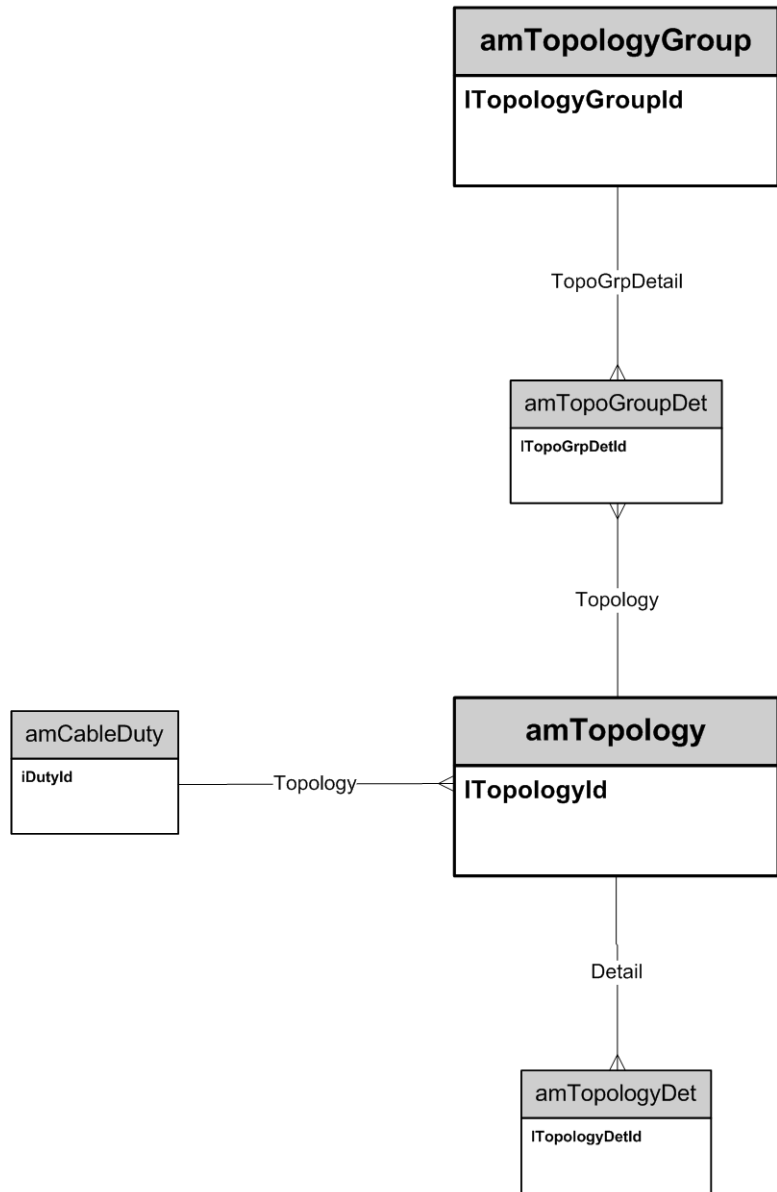 amTopologyGroup
lTopologyGroupId
TopoGrpDetail
amTopoGroupDet
lTopoGrpDetId
Topology
amCableDuty
iDutyId
Topology
amTopology
lTopologyId
Detail
amTopologyDet
lTopologyDetId